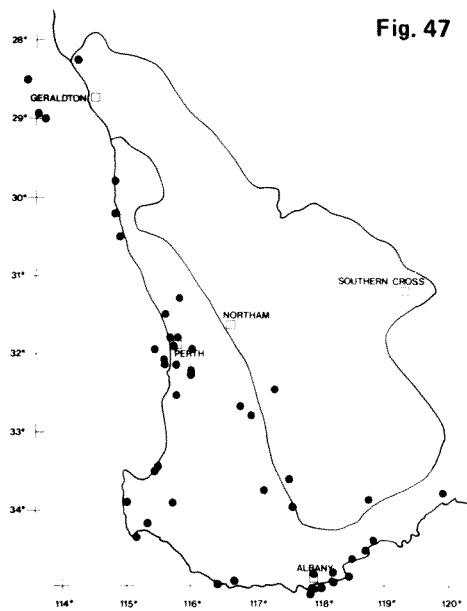 Fig. 47
28°
GERALDTON
29°
30°
31°
SOUTHERN CROSS
NORTHAM
32°
PERTH
33°
34°
ALBANY
114° 115° 116° 117° 118° 119° 120°